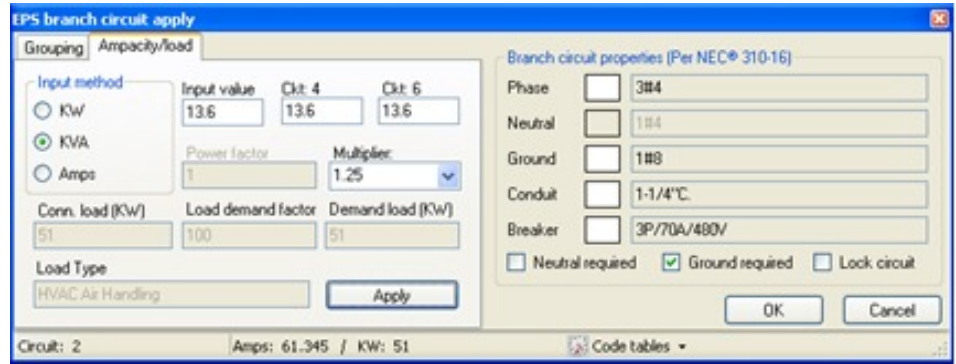 EPS branch circuit apply
Grouping Ampacity/load
Input method
KW
KVA
Amps
Input value Ckt: 4 Ckt: 6
13.6 13.6 13.6
Power factor Multiplier:
1 1.25
Conn. load (KW) Load demand factor Demand load (KW)
51 100 51
Load Type
HVAC Air Handling Apply
Branch circuit properties (Per NEC® 310-16)
Phase 3#4
Neutral 1#4
Ground 1#8
Conduit 1-1/4"C.
Breaker 3P/70A/480V
Neutral required Ground required Lock circuit
OK Cancel
Circuit: 2 Amps: 61.345 / KW: 51 Code tables